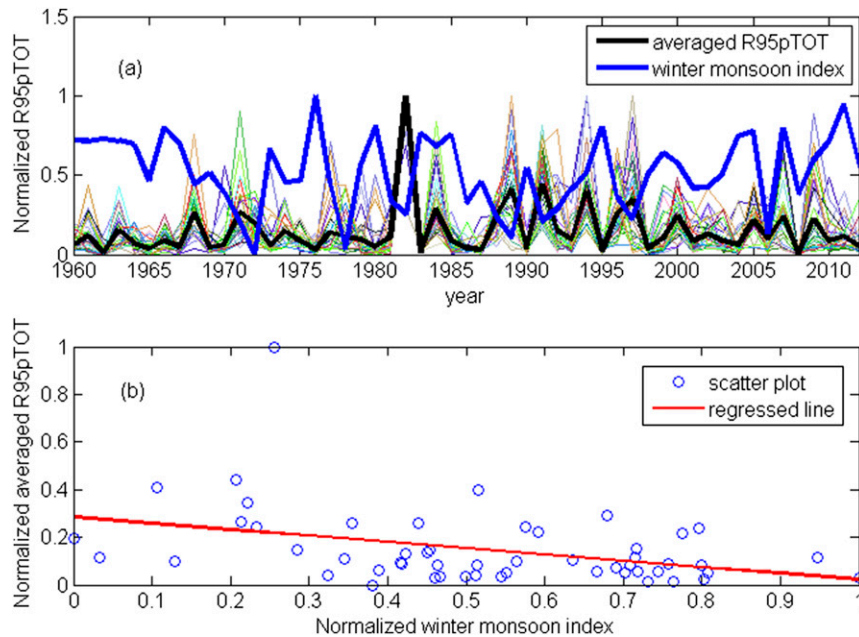 1.5
1
0.5
0
Normalized R95pTOT
(a)
averaged R95pTOT
winter monsoon index
1960 1965 1970 1975 1980 1985 1990 1995 2000 2005 2010
year
1
0.8
0.6
0.4
0.2
0
Normalized averaged R95pTOT
(b)
scatter plot
regressed line
0 0.1 0.2 0.3 0.4 0.5 0.6 0.7 0.8 0.9 1
Normalized winter monsoon index